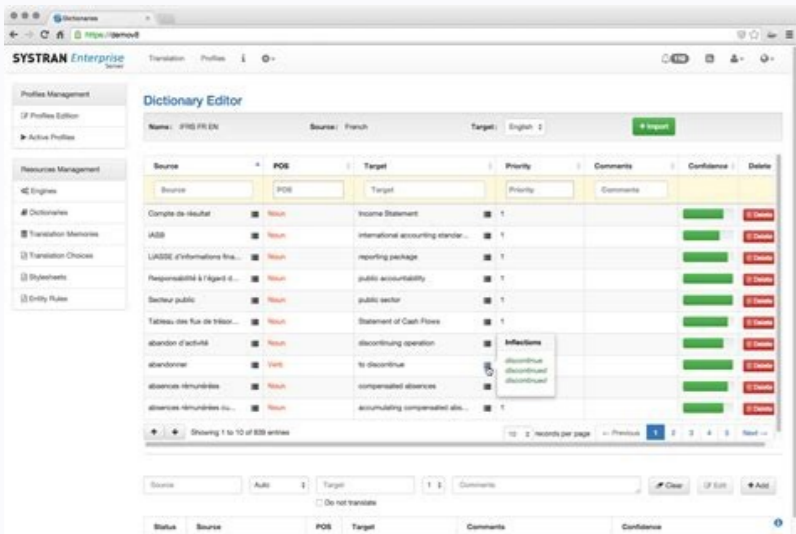 Dictionaries
https://demov8
SYSTRAN Enterprise
Server
Translation Profiles
Profiles Management
Profiles Edition
Active Profiles
Resources Management
Engines
Dictionaries
Translation Memories
Translation Choices
Stylesheets
Entity Rules
Dictionary Editor
Name: IFRS FR EN Source: French Target: English + Import
Source POS Target Priority Comments Confidence Delete
Source POS Target Priority Comments
Compte de résultat Noun Income Statement 1 Delete
IASB Noun international accounting standar... 1 Delete
LIASSE d'informations fina... Noun reporting package 1 Delete
Responsabilité à l'égard d... Noun public accountability 1 Delete
Secteur public Noun public sector 1 Delete
Tableau des flux de trésor... Noun Statement of Cash Flows 1 Delete
abandon d'activité Noun discontinuing operation Delete
abandonner Verb to discontinue Delete
absences rémunérées Noun compensated absences Delete
absences rémunérées cu... Noun accumulating compensated abs... 1 Delete
Inflections
discontinue
discontinued
discontinued
Showing 1 to 10 of 939 entries 10 records per page ← Previous 1 2 3 4 5 Next →
Source Auto Target 1 Comments Clear Edit + Add
Do not translate
Status Source POS Target Comments Confidence